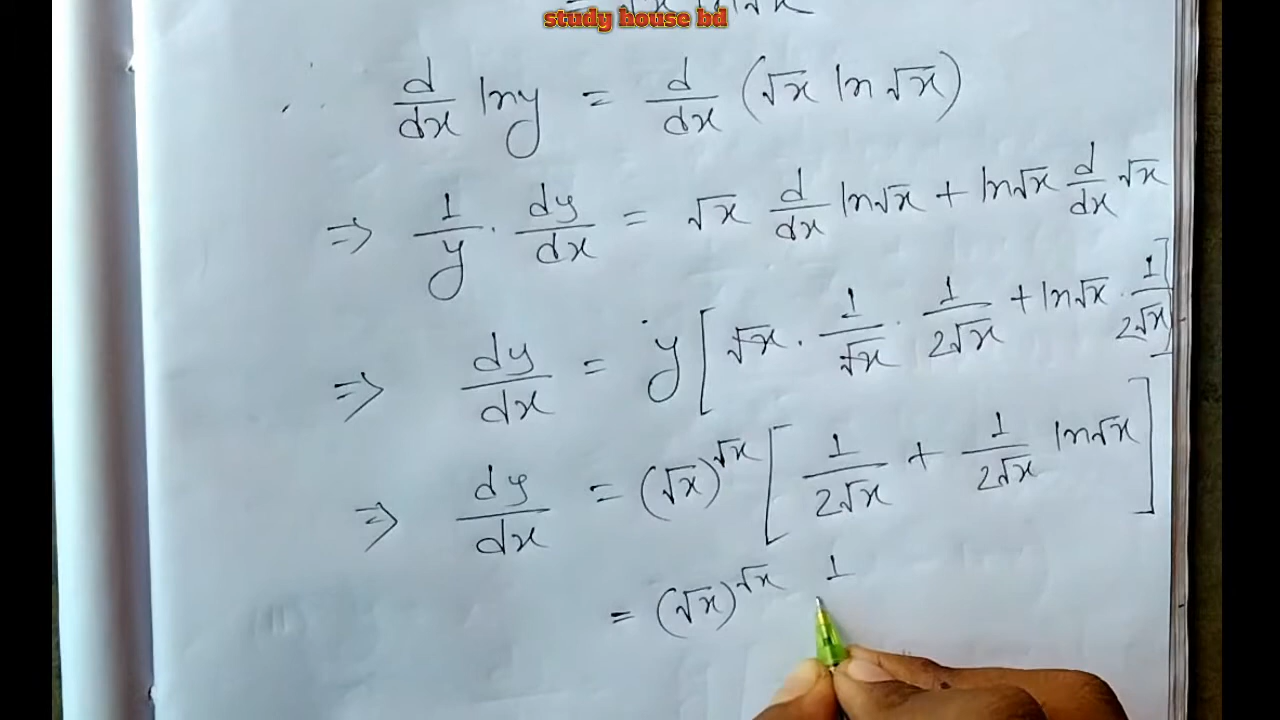 = √x ln√x
study house bd
∴ d/dx lny = d/dx (√x ln √x)
⇒ 1/y · dy/dx = √x d/dx ln√x + ln√x d/dx √x
⇒ dy/dx = y[√x · 1/√x · 1/2√x + ln√x · 1/2√x]
⇒ dy/dx = (√x)^√x [1/2√x + 1/2√x ln√x]
= (√x)^√x 1